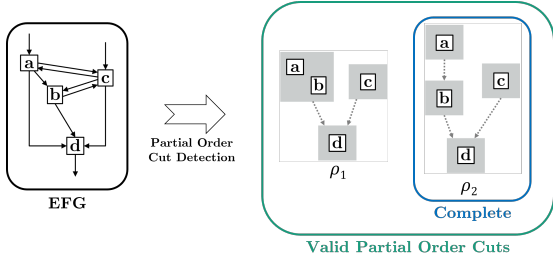 a
c
b
d
EFG
Partial Order
Cut Detection
a
b
c
d
ρ1
a
b
c
d
ρ2
Complete
Valid Partial Order Cuts